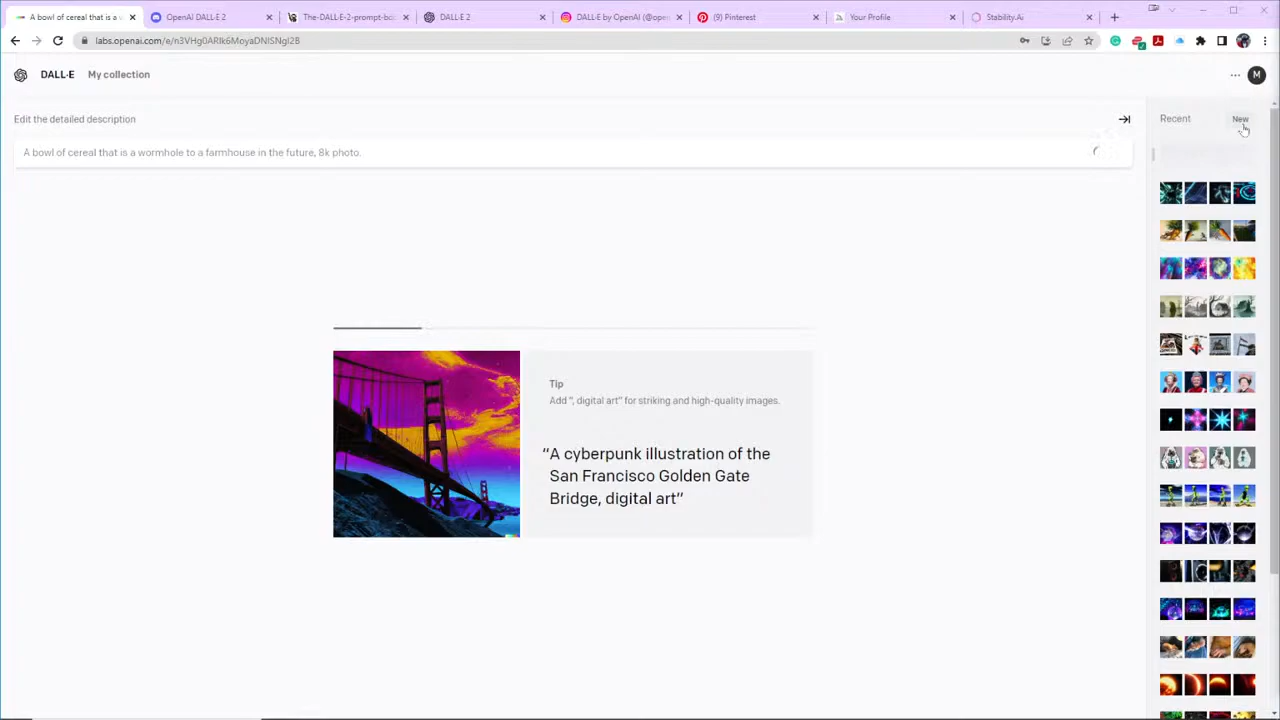 A bowl of cereal that is a w
OpenAI DALL-E 2
The-DALL-E-2-prompt-bo
DALL·E 2
DALL·E by OpenAI (@open
(9) Pinterest
Your Profile
Stability.Ai
labs.openai.com/e/n3VHg0ARIk6MoyaDNlSNgI2B
DALL·E
My collection
M
Edit the detailed description
Recent
New
A bowl of cereal that is a wormhole to a farmhouse in the future, 8k photo.
Tip
Add ", digital art" for striking and high-quality images.
"A cyberpunk illustration of the
San Francisco Golden Gate
Bridge, digital art"